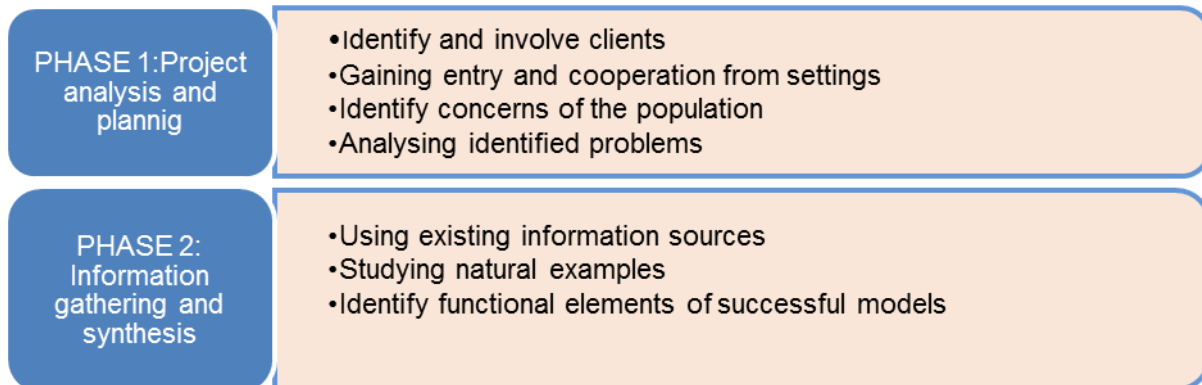 PHASE 1:Project
analysis and
plannig
•Identify and involve clients
•Gaining entry and cooperation from settings
•Identify concerns of the population
•Analysing identified problems
PHASE 2:
Information
gathering and
synthesis
•Using existing information sources
•Studying natural examples
•Identify functional elements of successful models